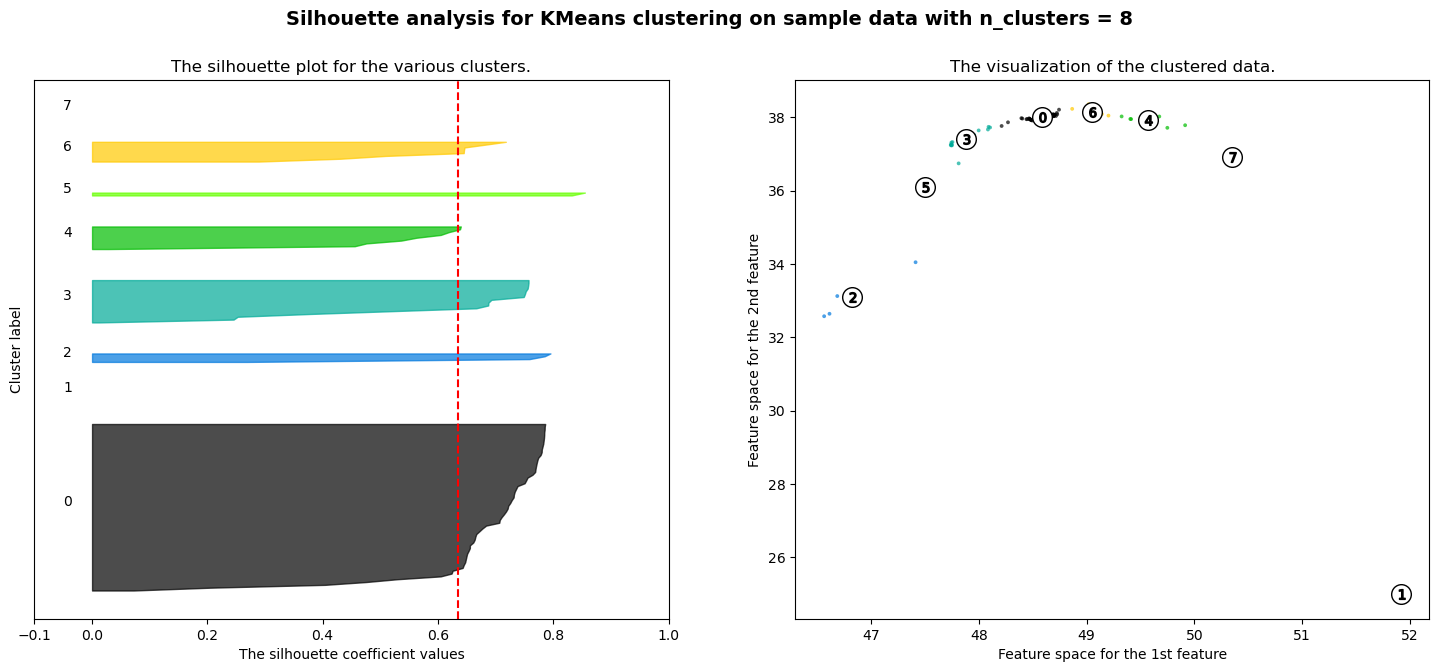 Silhouette analysis for KMeans clustering on sample data with n_clusters = 8
The silhouette plot for the various clusters.
7
6
5
4
3
2
1
0
Cluster label
−0.1 0.0 0.2 0.4 0.6 0.8 1.0
The silhouette coefficient values
The visualization of the clustered data.
38
36
34
32
30
28
26
Feature space for the 2nd feature
0
6
4
3
7
5
2
1
47 48 49 50 51 52
Feature space for the 1st feature